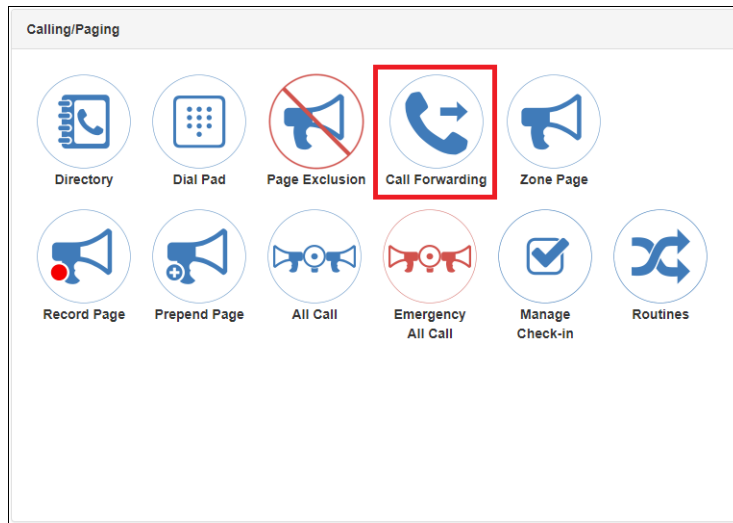 Calling/Paging
Directory
Dial Pad
Page Exclusion
Call Forwarding
Zone Page
Record Page
Prepend Page
All Call
Emergency
All Call
Manage
Check-in
Routines